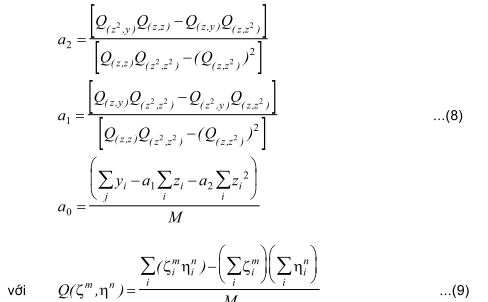 a₂ = [Q₍z²,y₎Q₍z,z₎ − Q₍z,y₎Q₍z,z²₎] / [Q₍z,z₎Q₍z²,z²₎ − (Q₍z,z²₎)²]
a₁ = [Q₍z,y₎Q₍z²,z²₎ − Q₍z²,y₎Q₍z,z²₎] / [Q₍z,z₎Q₍z²,z²₎ − (Q₍z,z²₎)²] ...(8)
a₀ = (∑ⱼ yᵢ − a₁∑ᵢ zᵢ − a₂∑ᵢ zᵢ²) / M
với Q(ζᵐ,ηⁿ) = (∑ᵢ (ζᵢᵐηᵢⁿ) − (∑ᵢ ζᵢᵐ)(∑ᵢ ηᵢⁿ)) / M ...(9)